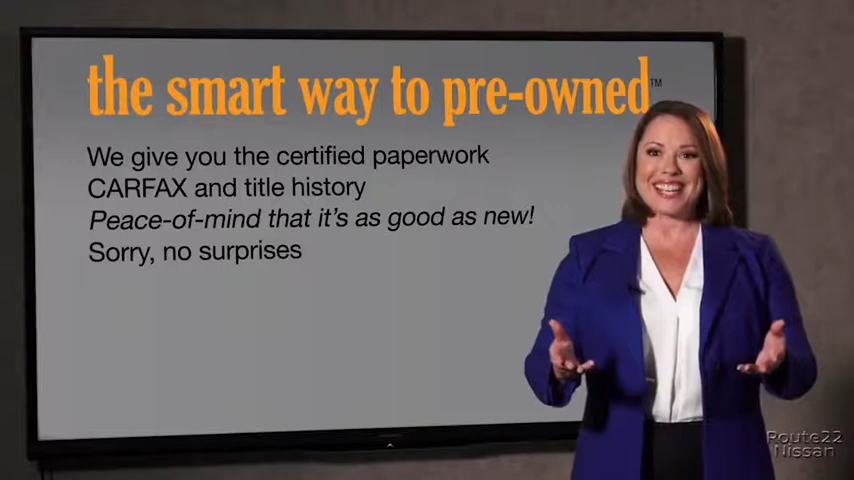 the smart way to pre-owned™
We give you the certified paperwork
CARFAX and title history
Peace-of-mind that it's as good as new!
Sorry, no surprises
Route22
Nissan